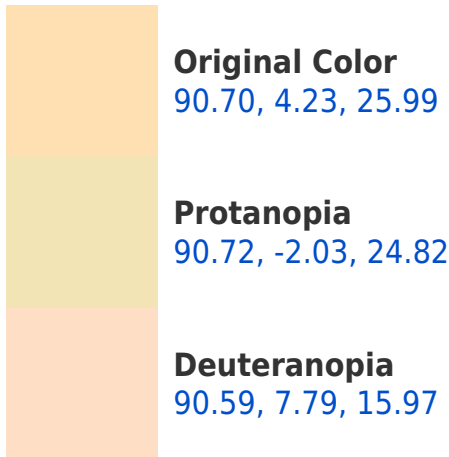 Original Color
90.70, 4.23, 25.99
Protanopia
90.72, -2.03, 24.82
Deuteranopia
90.59, 7.79, 15.97